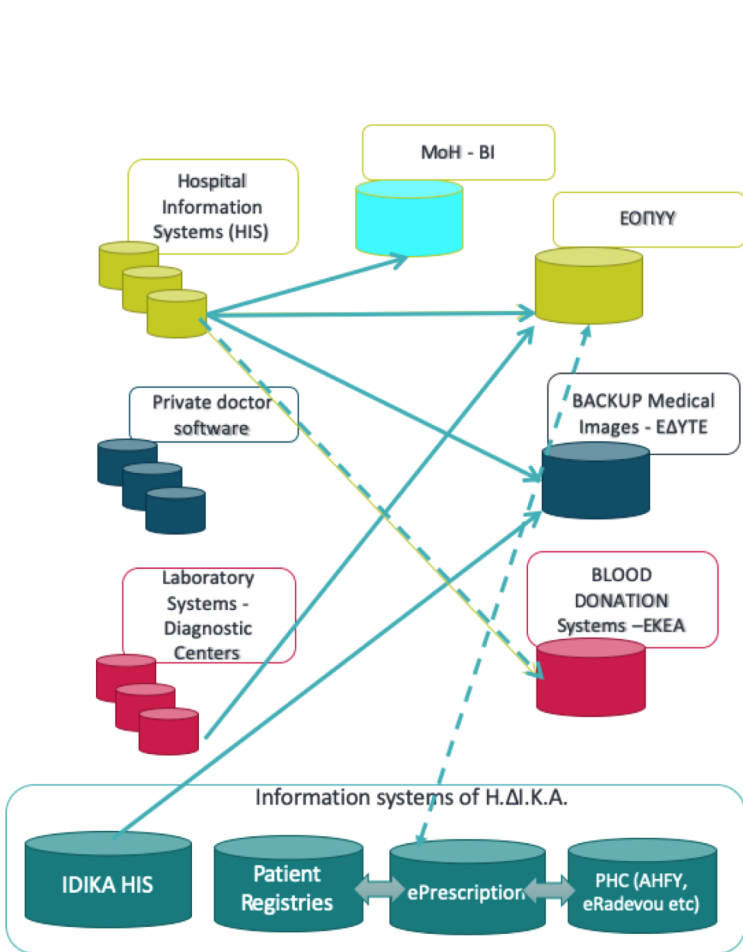 MoH - BI
Hospital
Information
Systems (HIS)
ΕΟΠΥΥ
Private doctor
software
BACKUP Medical
Images - ΕΔΥΤΕ
Laboratory
Systems -
Diagnostic
Centers
BLOOD
DONATION
Systems –EKEA
Information systems of Η.ΔΙ.Κ.Α.
IDIKA HIS
Patient
Registries
ePrescription
PHC (AHFY,
eRadevou etc)